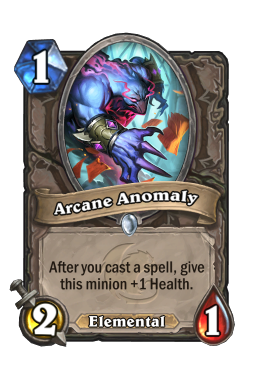 1
Arcane Anomaly
After you cast a spell, give
this minion +1 Health.
2
Elemental
1